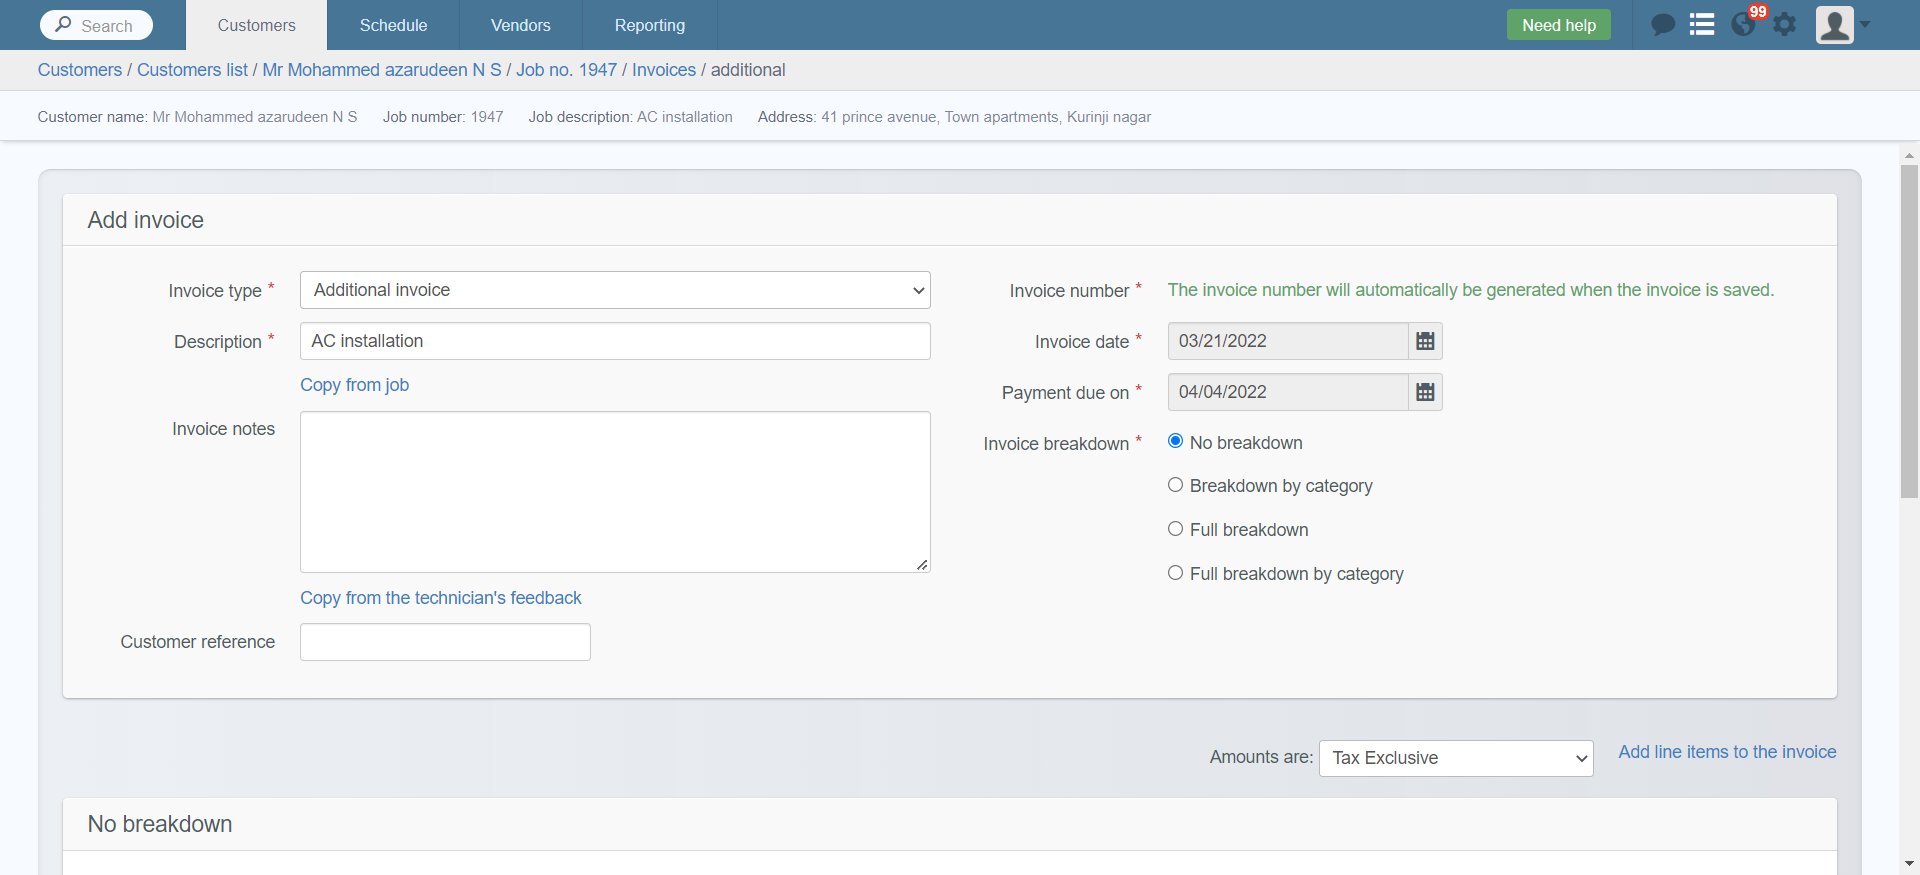 Search Customers Schedule Vendors Reporting Need help 99
Customers / Customers list / Mr Mohammed azarudeen N S / Job no. 1947 / Invoices / additional
Customer name: Mr Mohammed azarudeen N S Job number: 1947 Job description: AC installation Address: 41 prince avenue, Town apartments, Kurinji nagar
Add invoice
Invoice type * Additional invoice
Description * AC installation
Copy from job
Invoice notes
Copy from the technician's feedback
Customer reference
Invoice number * The invoice number will automatically be generated when the invoice is saved.
Invoice date * 03/21/2022
Payment due on * 04/04/2022
Invoice breakdown * No breakdown
Breakdown by category
Full breakdown
Full breakdown by category
Amounts are: Tax Exclusive Add line items to the invoice
No breakdown